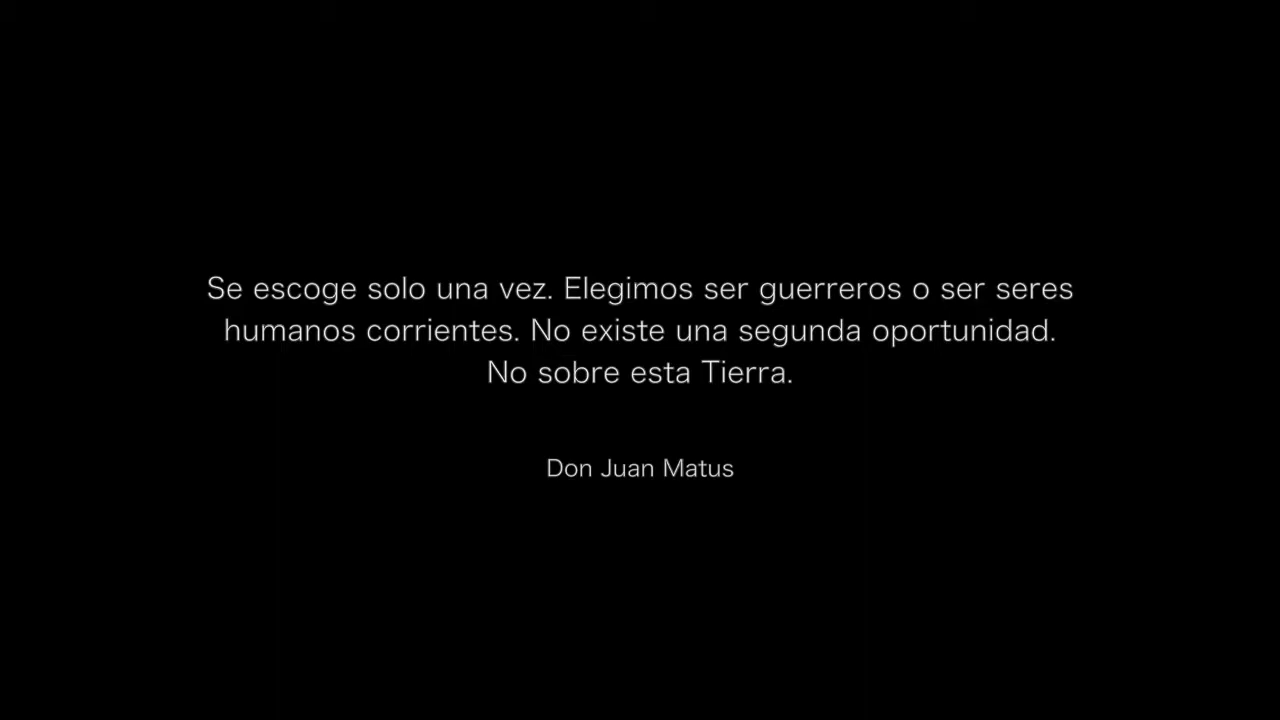 Se escoge solo una vez. Elegimos ser guerreros o ser seres
humanos corrientes. No existe una segunda oportunidad.
No sobre esta Tierra.
Don Juan Matus